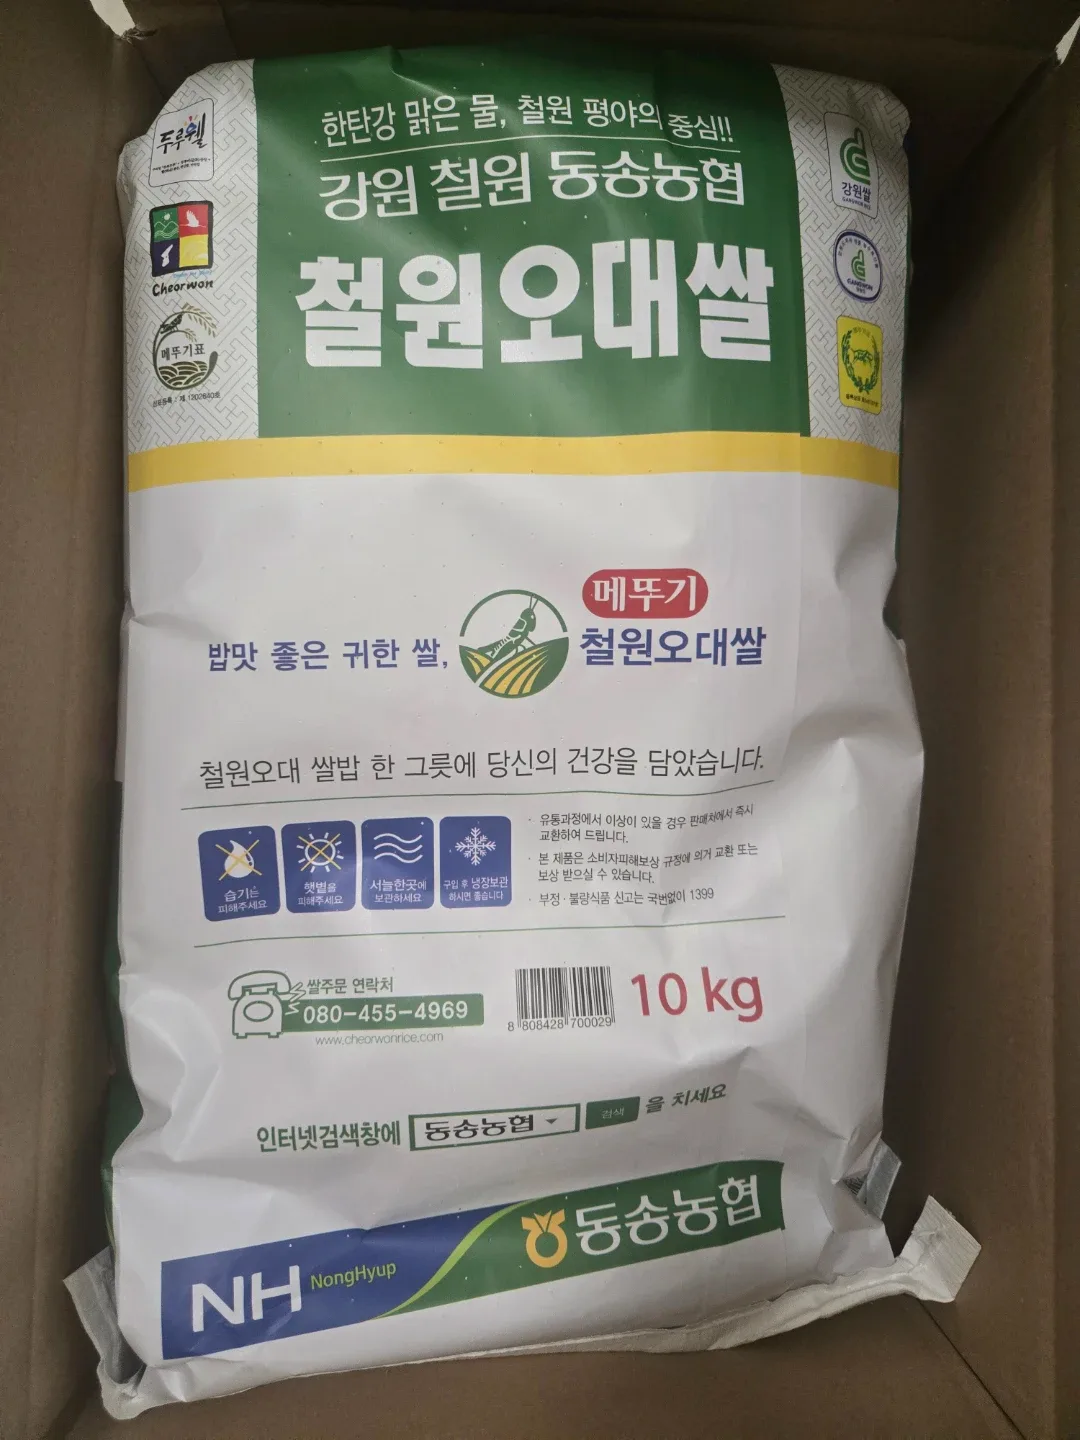 한탄강 맑은 물, 철원 평야의 중심!!
강원 철원 동송농협
철원오대쌀
두루웰
Cheorwon
메뚜기표
강원쌀
GANGWON RICE
GANGWON
메뚜기
밥맛 좋은 귀한 쌀,
철원오대쌀
철원오대 쌀밥 한 그릇에 당신의 건강을 담았습니다.
습기는
피해주세요
햇볕을
피해주세요
서늘한곳에
보관하세요
구입 후 냉장보관
하시면 좋습니다
· 유통과정에서 이상이 있을 경우 판매처에서 즉시
교환하여 드립니다.
· 본 제품은 소비자피해보상 규정에 의거 교환 또는
보상 받으실 수 있습니다.
· 부정·불량식품 신고는 국번없이 1399
쌀주문 연락처
080-455-4969
www.cheorwonrice.com
8 808428 700029
10 kg
인터넷검색창에 동송농협 검색 을 치세요
NH NongHyup
동송농협